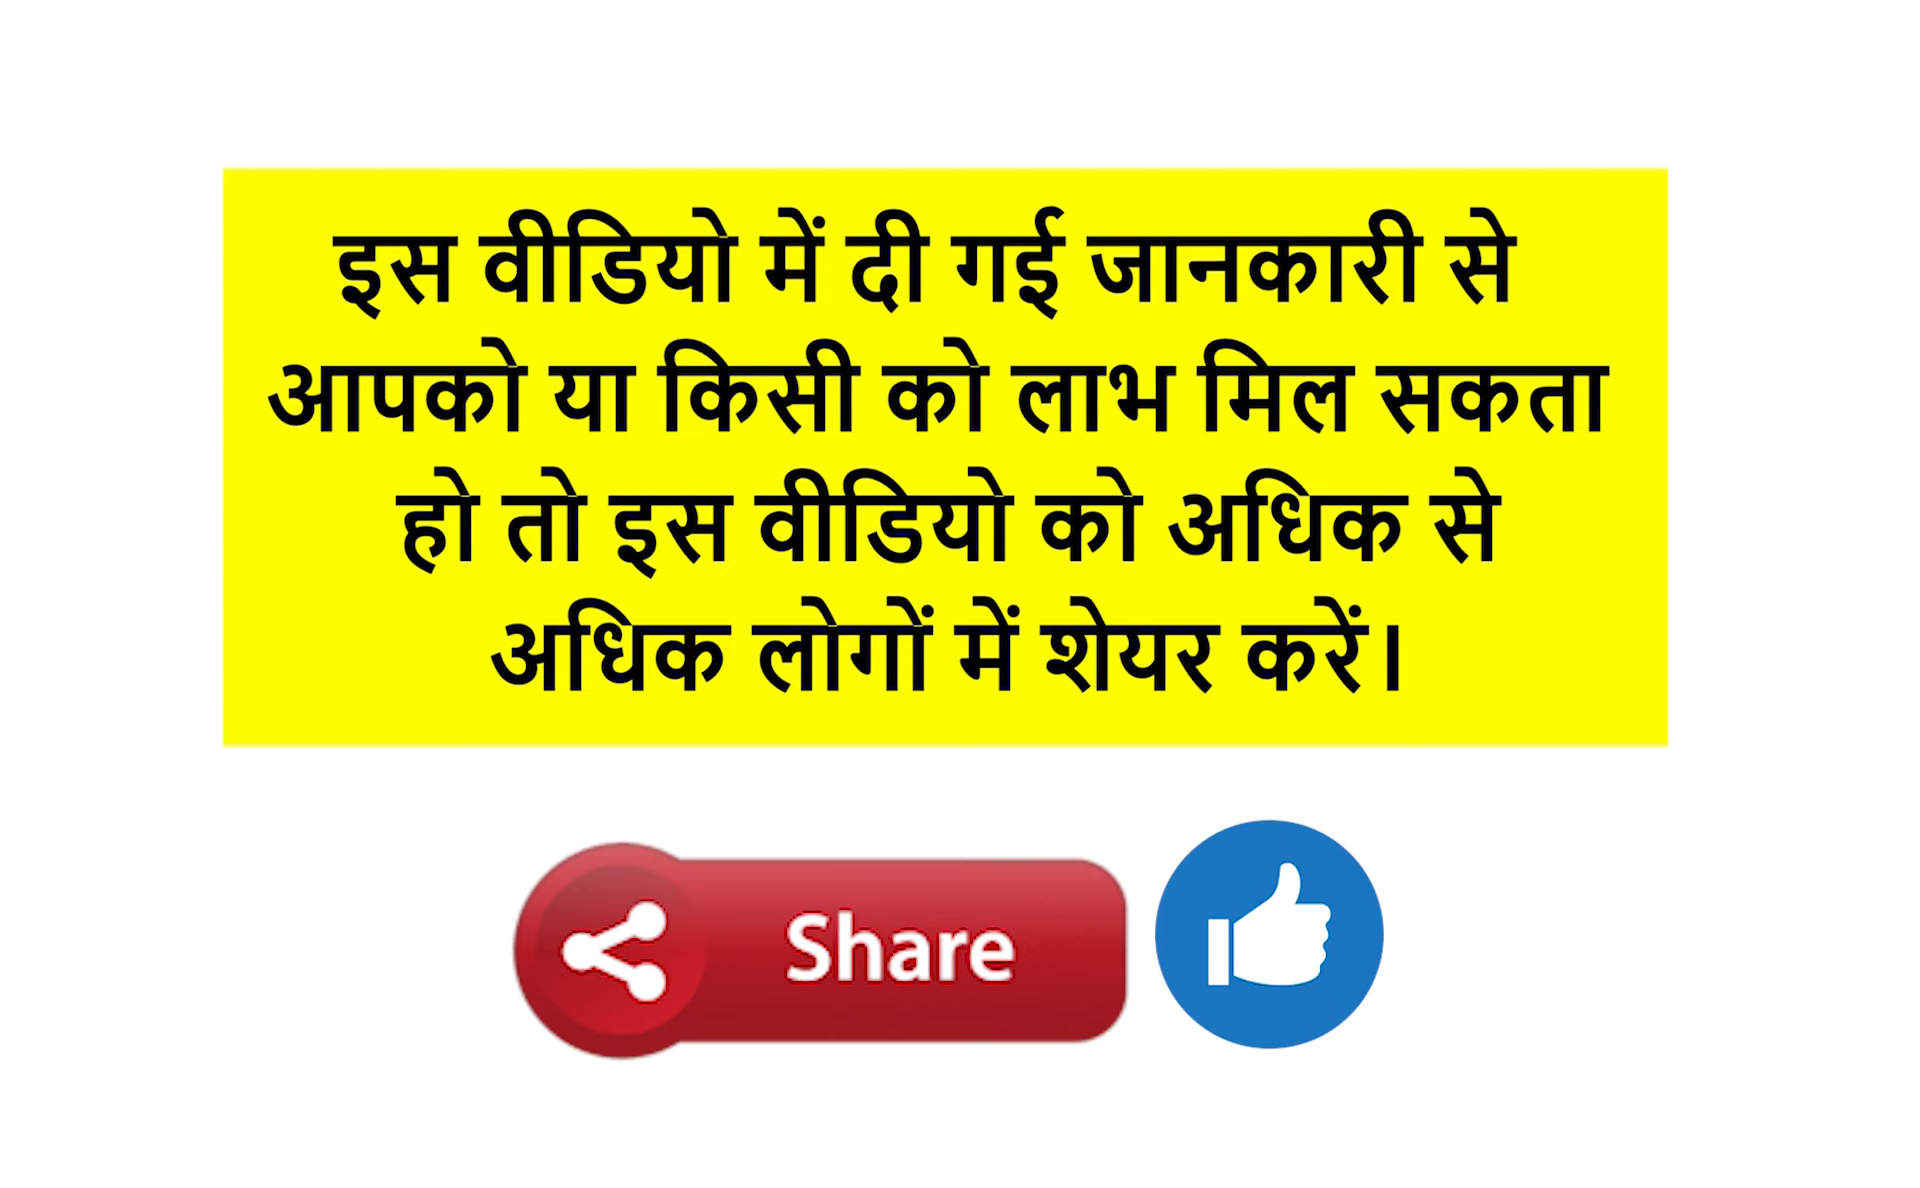 इस वीडियो में दी गई जानकारी से
आपको या किसी को लाभ मिल सकता
हो तो इस वीडियो को अधिक से
अधिक लोगों में शेयर करें।
Share